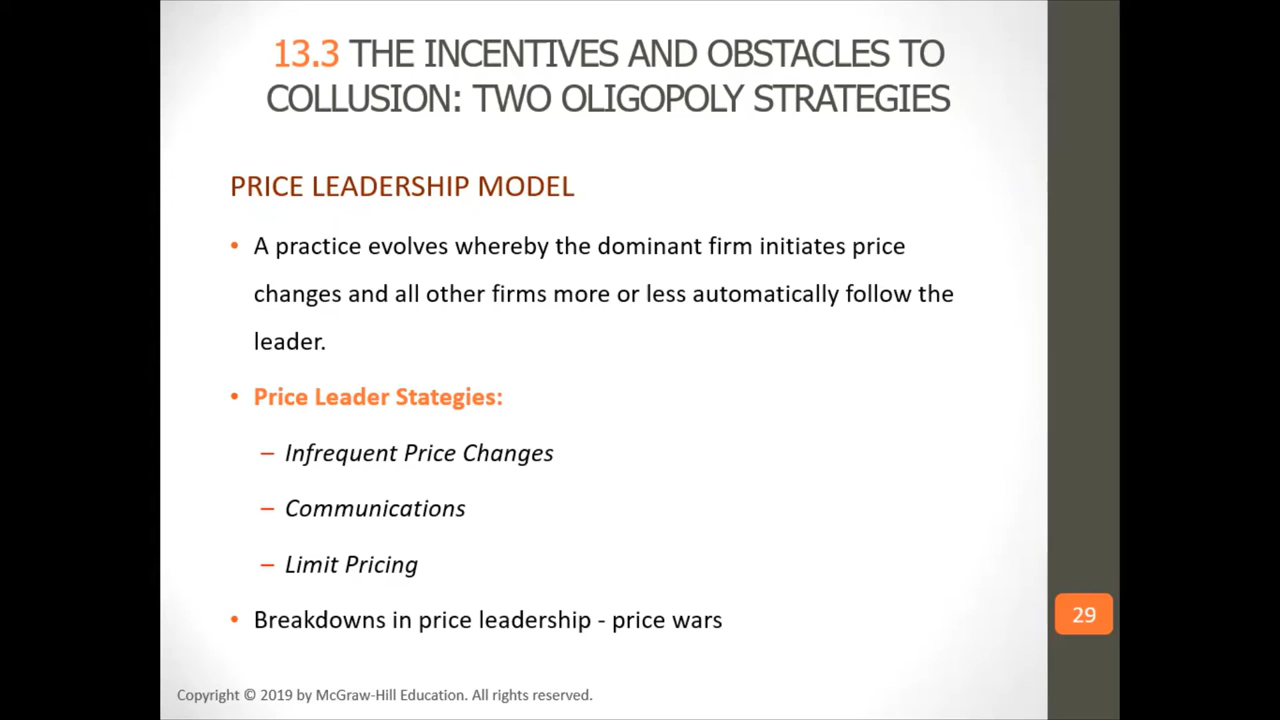 13.3 THE INCENTIVES AND OBSTACLES TO
COLLUSION: TWO OLIGOPOLY STRATEGIES
PRICE LEADERSHIP MODEL
• A practice evolves whereby the dominant firm initiates price
changes and all other firms more or less automatically follow the
leader.
• Price Leader Stategies:
– Infrequent Price Changes
– Communications
– Limit Pricing
• Breakdowns in price leadership - price wars
29
Copyright © 2019 by McGraw-Hill Education. All rights reserved.